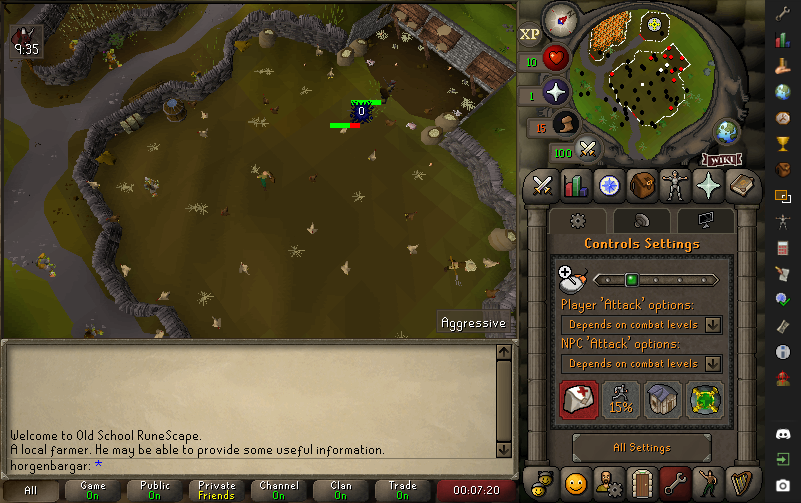 9:35
0
Aggressive
Welcome to Old School RuneScape.
A local farmer. He may be able to provide some useful information.
horgenbargar: *
All
Game
On
Public
On
Private
Friends
Channel
On
Clan
On
Trade
On
00:07:20
XP
10
1
15
100
WIKI
Controls Settings
Player 'Attack' options:
Depends on combat levels
NPC 'Attack' options:
Depends on combat levels
15%
All Settings